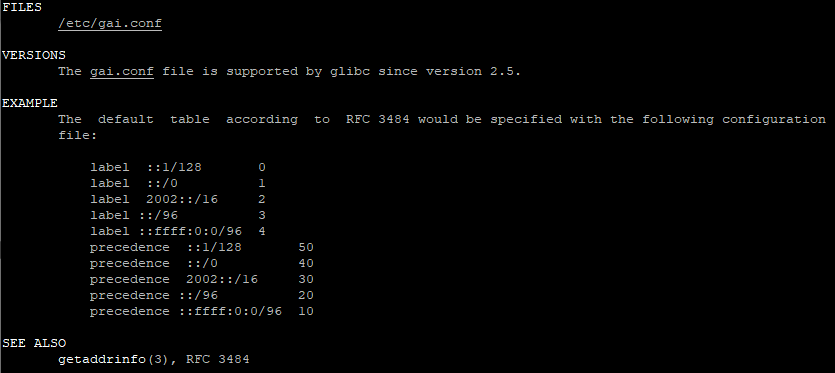 FILES
/etc/gai.conf
VERSIONS
The gai.conf file is supported by glibc since version 2.5.
EXAMPLE
The default table according to RFC 3484 would be specified with the following configuration
file:
label ::1/128 0
label ::/0 1
label 2002::/16 2
label ::/96 3
label ::ffff:0:0/96 4
precedence ::1/128 50
precedence ::/0 40
precedence 2002::/16 30
precedence ::/96 20
precedence ::ffff:0:0/96 10
SEE ALSO
getaddrinfo(3), RFC 3484